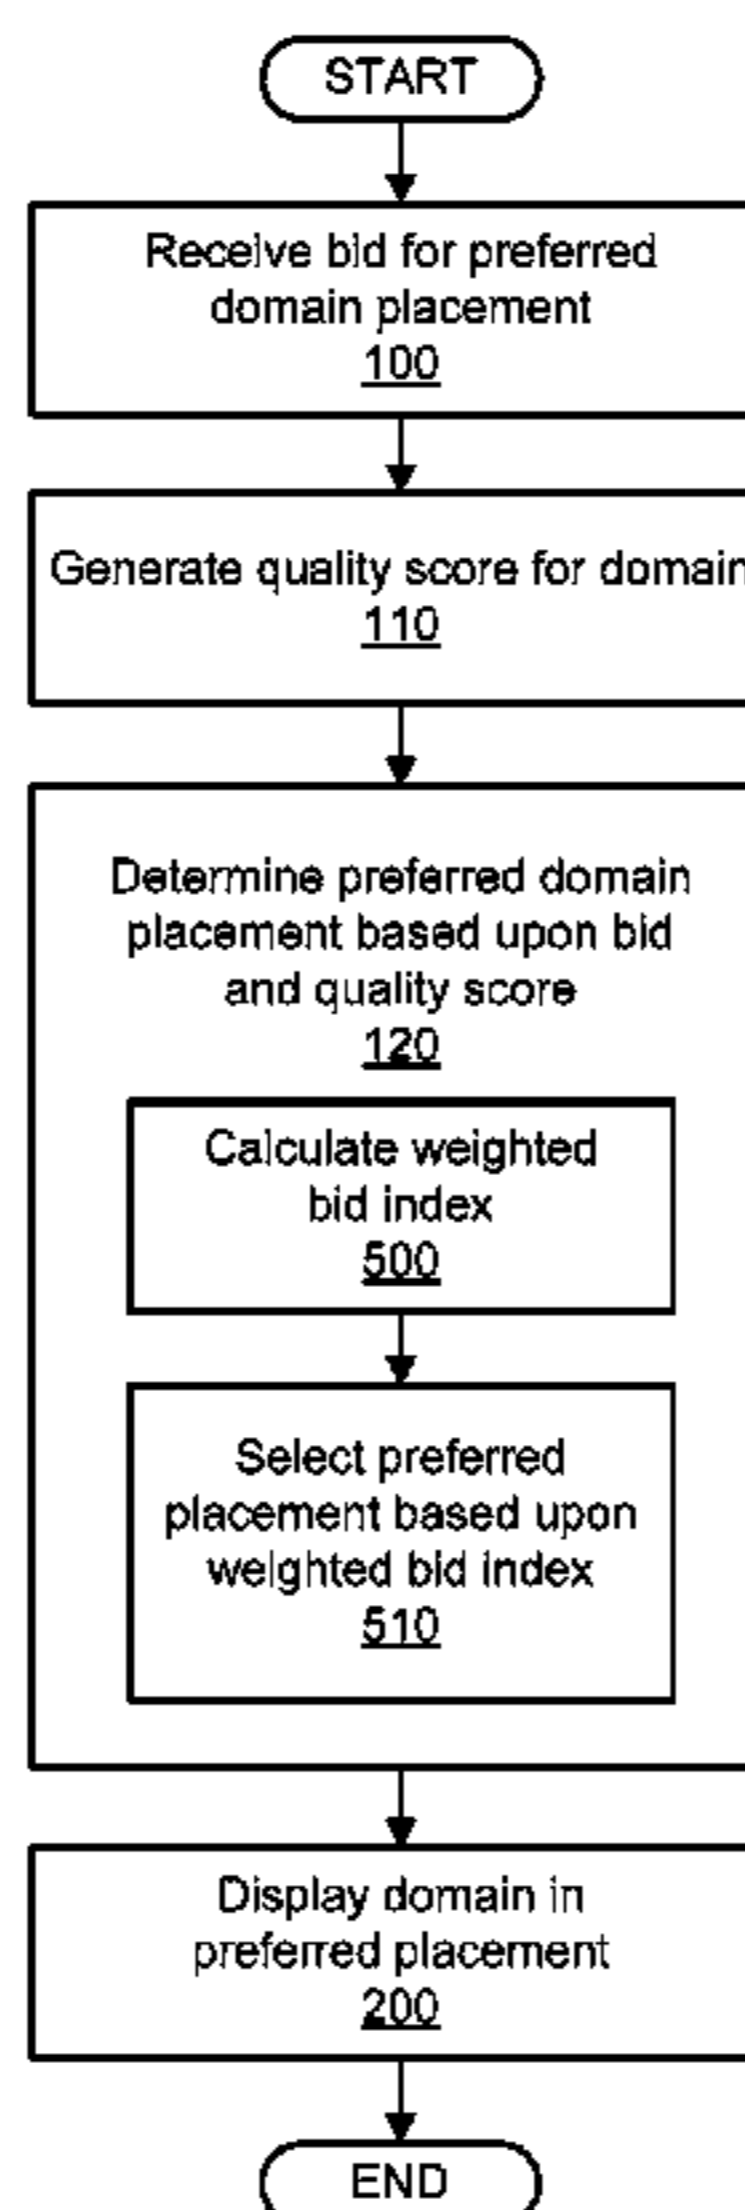 START
Receive bid for preferred
domain placement
100
Generate quality score for domain
110
Determine preferred domain
placement based upon bid
and quality score
120
Calculate weighted
bid index
500
Select preferred
placement based upon
weighted bid index
510
Display domain in
preferred placement
200
END